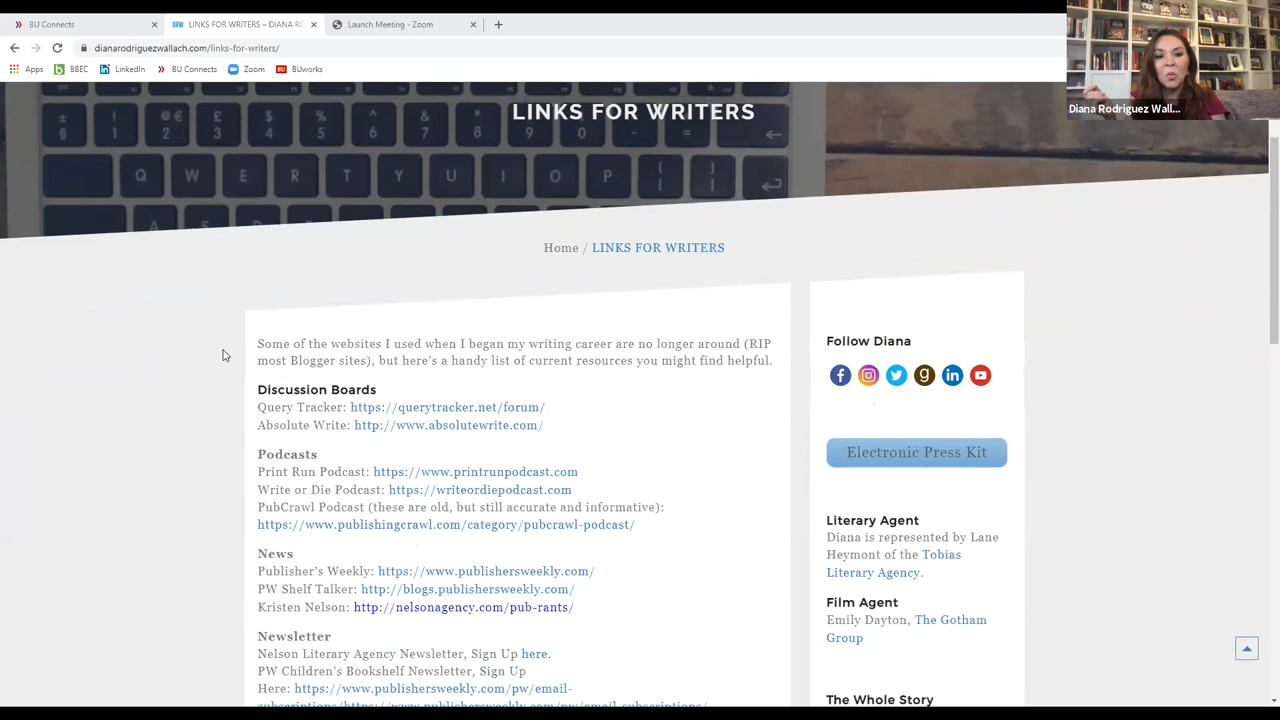 BU Connects
LINKS FOR WRITERS – DIANA RO
Launch Meeting - Zoom
dianarodriguezwallach.com/links-for-writers/
Apps BBEC LinkedIn BU Connects Zoom BUworks
Diana Rodriguez Wall...
LINKS FOR WRITERS
Home / LINKS FOR WRITERS
Some of the websites I used when I began my writing career are no longer around (RIP
most Blogger sites), but here's a handy list of current resources you might find helpful.
Discussion Boards
Query Tracker: https://querytracker.net/forum/
Absolute Write: http://www.absolutewrite.com/
Podcasts
Print Run Podcast: https://www.printrunpodcast.com
Write or Die Podcast: https://writeordiepodcast.com
PubCrawl Podcast (these are old, but still accurate and informative):
https://www.publishingcrawl.com/category/pubcrawl-podcast/
News
Publisher's Weekly: https://www.publishersweekly.com/
PW Shelf Talker: http://blogs.publishersweekly.com/
Kristen Nelson: http://nelsonagency.com/pub-rants/
Newsletter
Nelson Literary Agency Newsletter, Sign Up here.
PW Children's Bookshelf Newsletter, Sign Up
Here: https://www.publishersweekly.com/pw/email-
subscriptions/https://www.publishersweekly.com/pw/email-subscriptions/
Follow Diana
Electronic Press Kit
Literary Agent
Diana is represented by Lane
Heymont of the Tobias
Literary Agency.
Film Agent
Emily Dayton, The Gotham
Group
The Whole Story